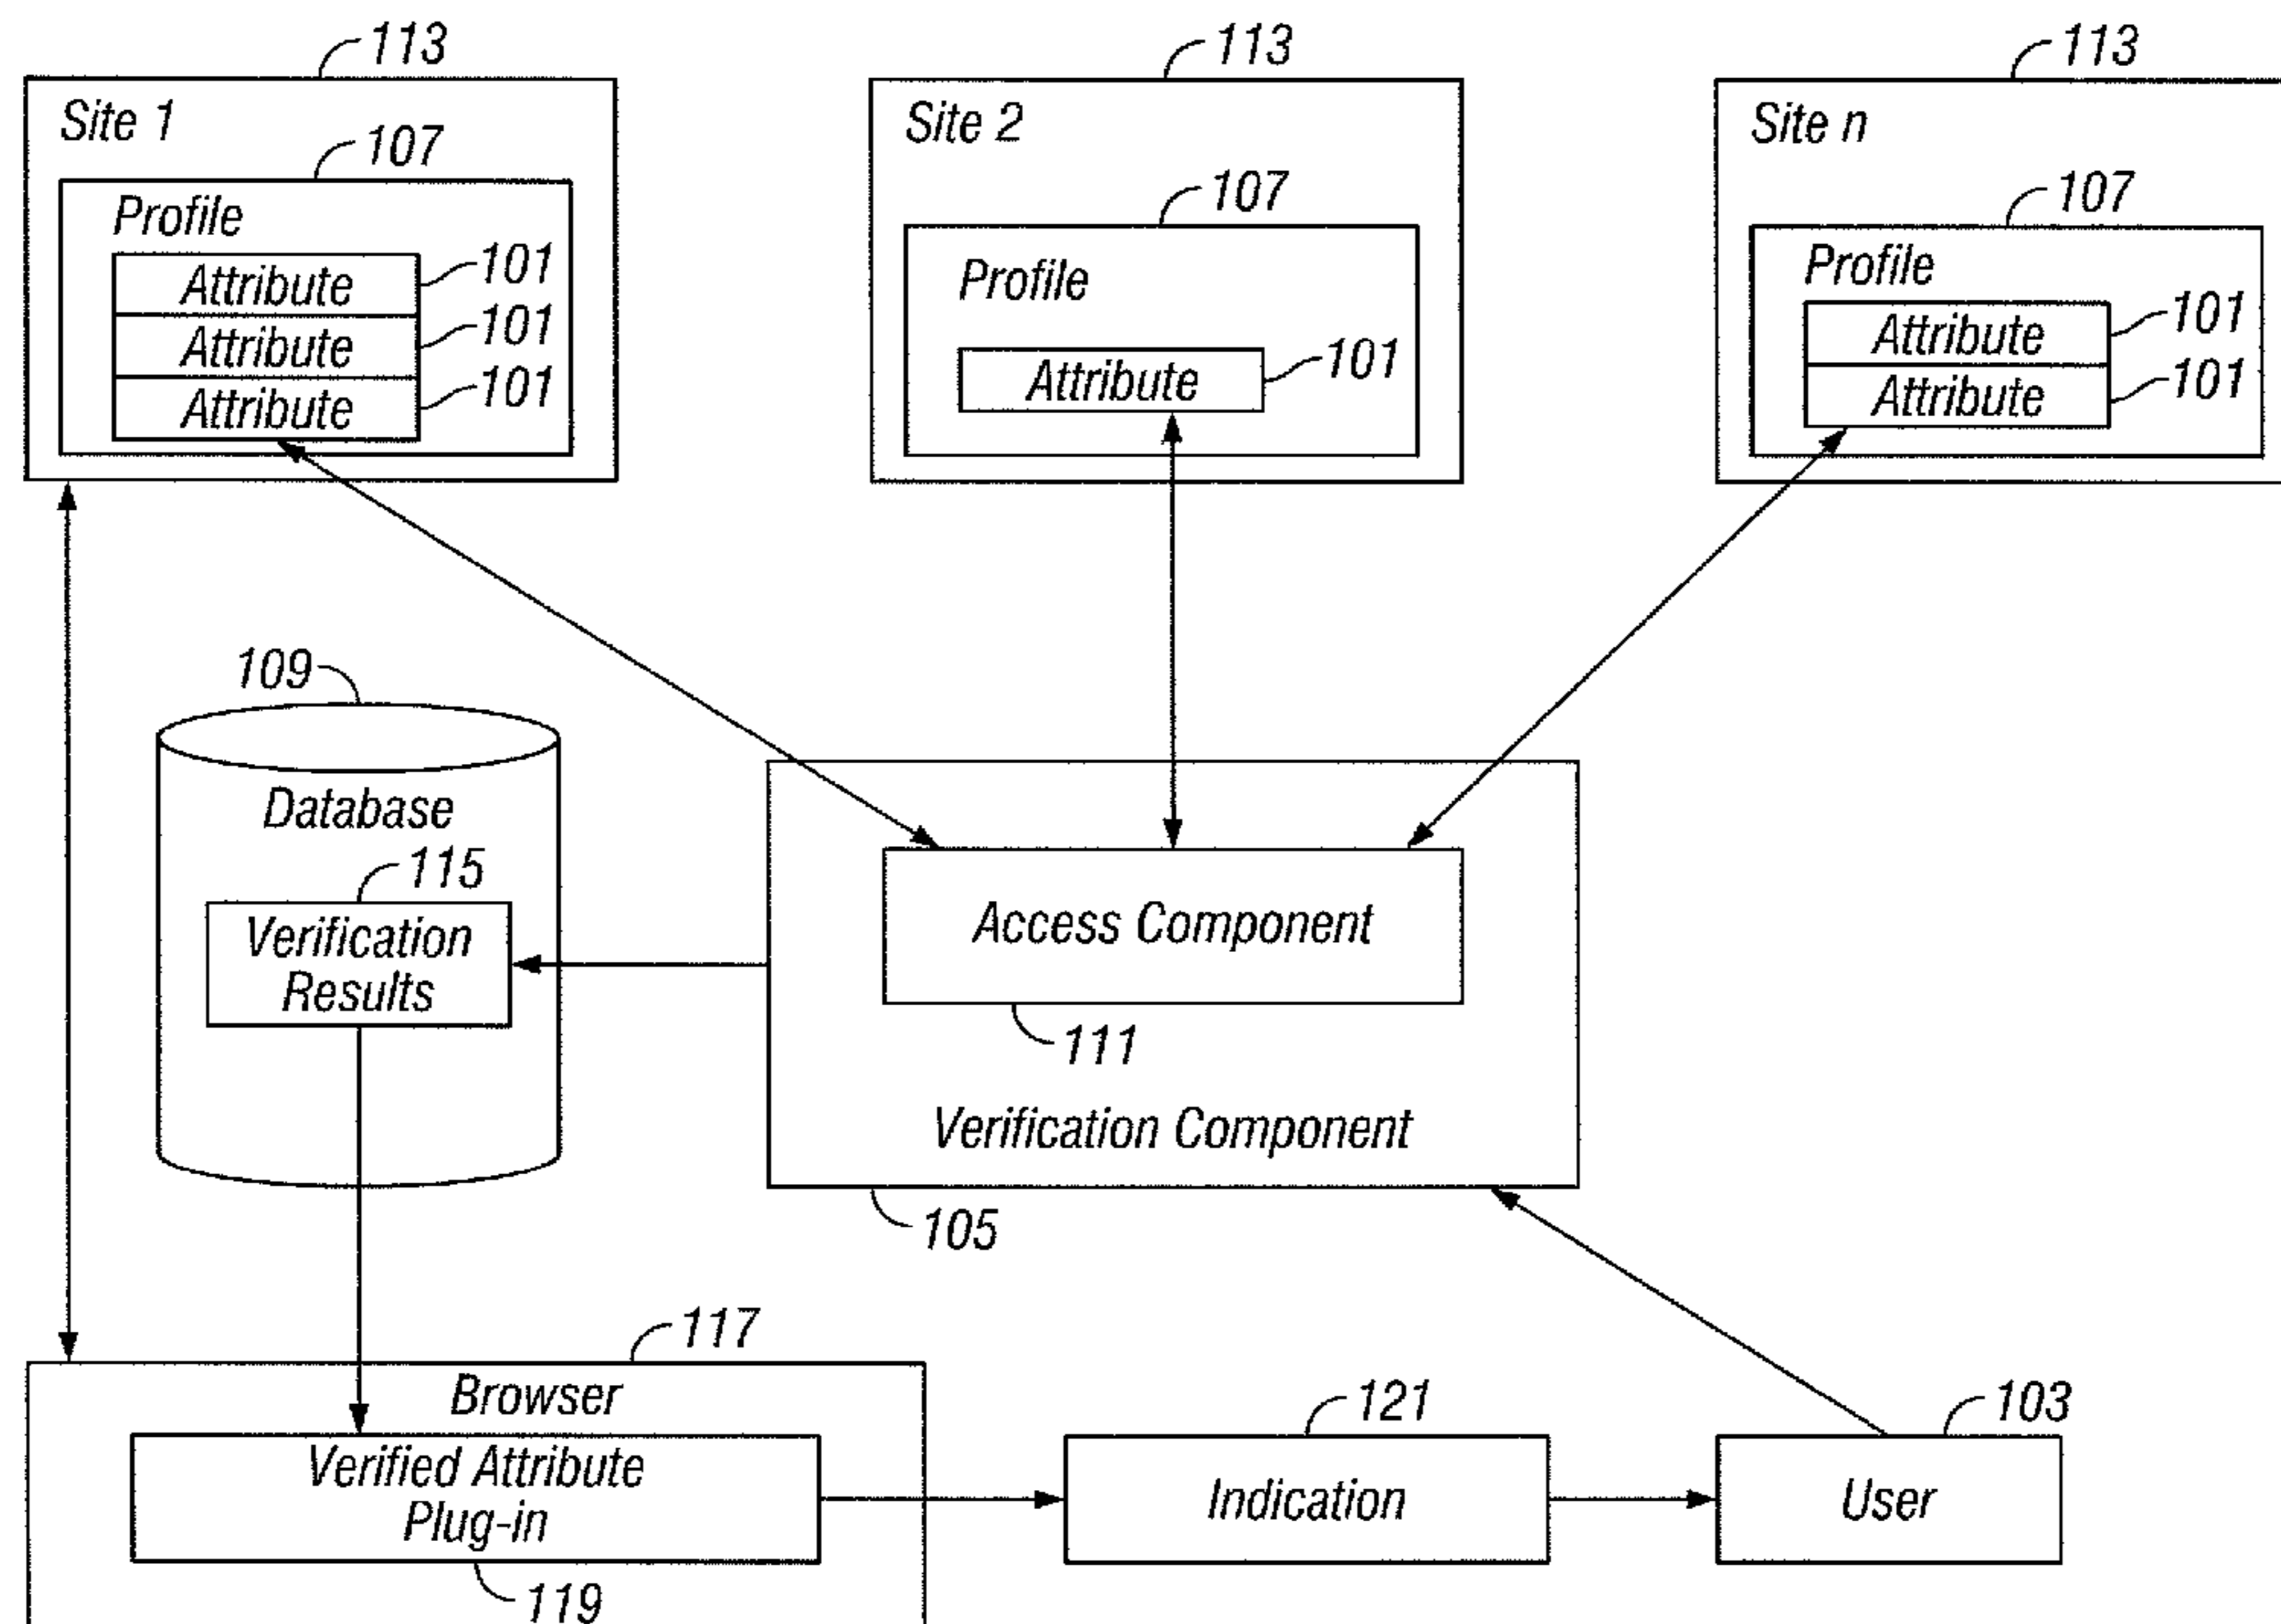 113
Site 1
107
Profile
Attribute
101
Attribute
101
Attribute
101
113
Site 2
107
Profile
Attribute
101
113
Site n
107
Profile
Attribute
101
Attribute
101
109
Database
115
Verification
Results
Access Component
111
Verification Component
105
117
Browser
Verified Attribute
Plug-in
119
121
Indication
103
User